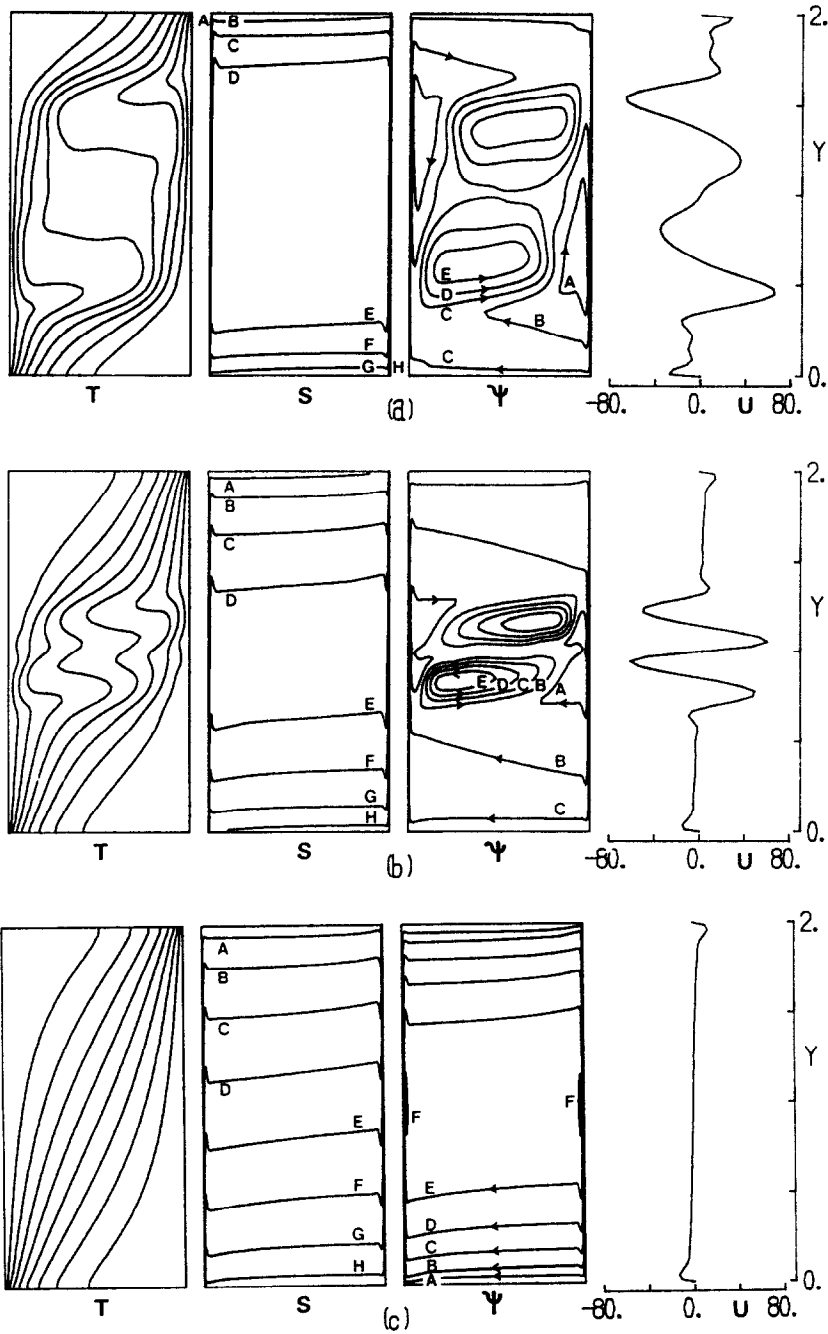 A B C D E F G H
T S Ψ
E D C B A C
-80. 0. U 80.
2. Y 0.
(a)
A B C D E F G H
T S Ψ
E D C B A B C
-80. 0. U 80.
2. Y 0.
(b)
A B C D E F G H
T S Ψ
F F E D C B A
-80. 0. U 80.
2. Y 0.
(c)